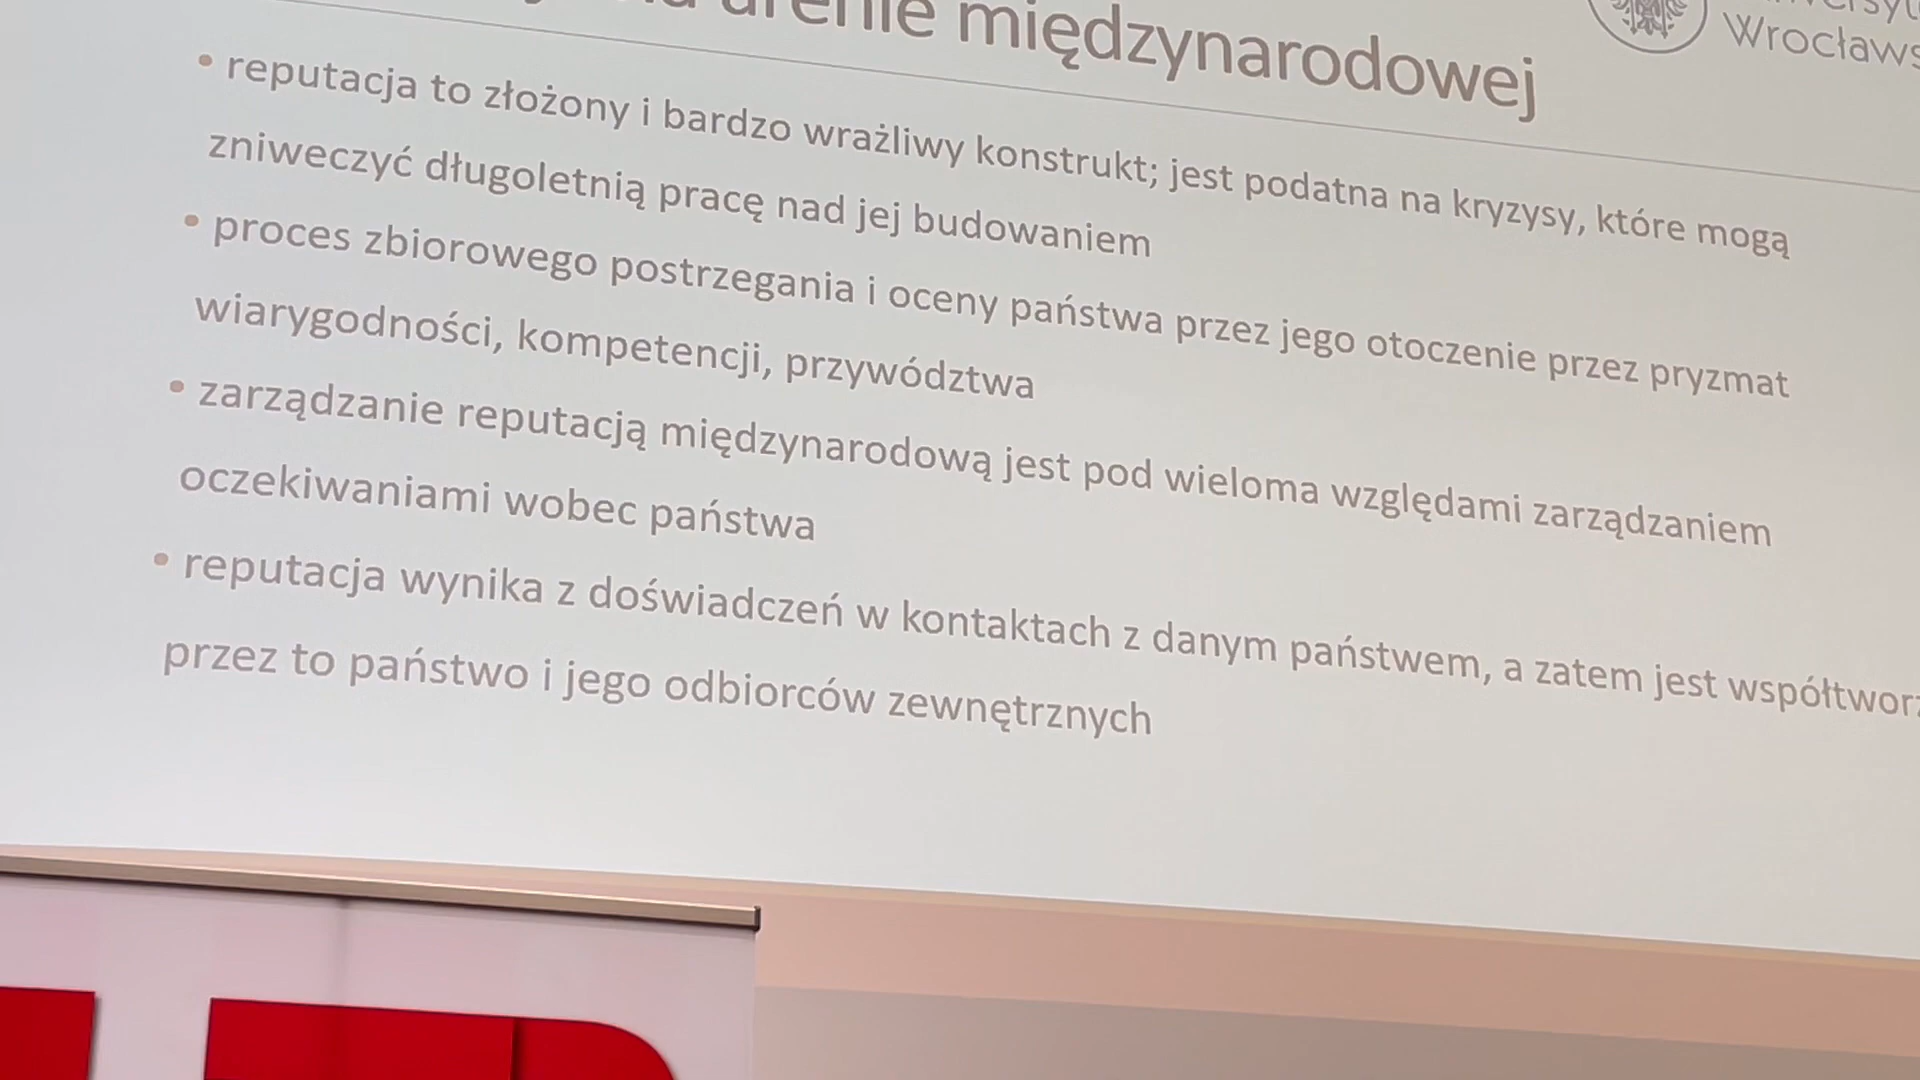 arenie międzynarodowej
Wrocławs
• reputacja to złożony i bardzo wrażliwy konstrukt; jest podatna na kryzysy, które mogą
zniweczyć długoletnią pracę nad jej budowaniem
• proces zbiorowego postrzegania i oceny państwa przez jego otoczenie przez pryzmat
wiarygodności, kompetencji, przywództwa
• zarządzanie reputacją międzynarodową jest pod wieloma względami zarządzaniem
oczekiwaniami wobec państwa
• reputacja wynika z doświadczeń w kontaktach z danym państwem, a zatem jest współtworz
przez to państwo i jego odbiorców zewnętrznych